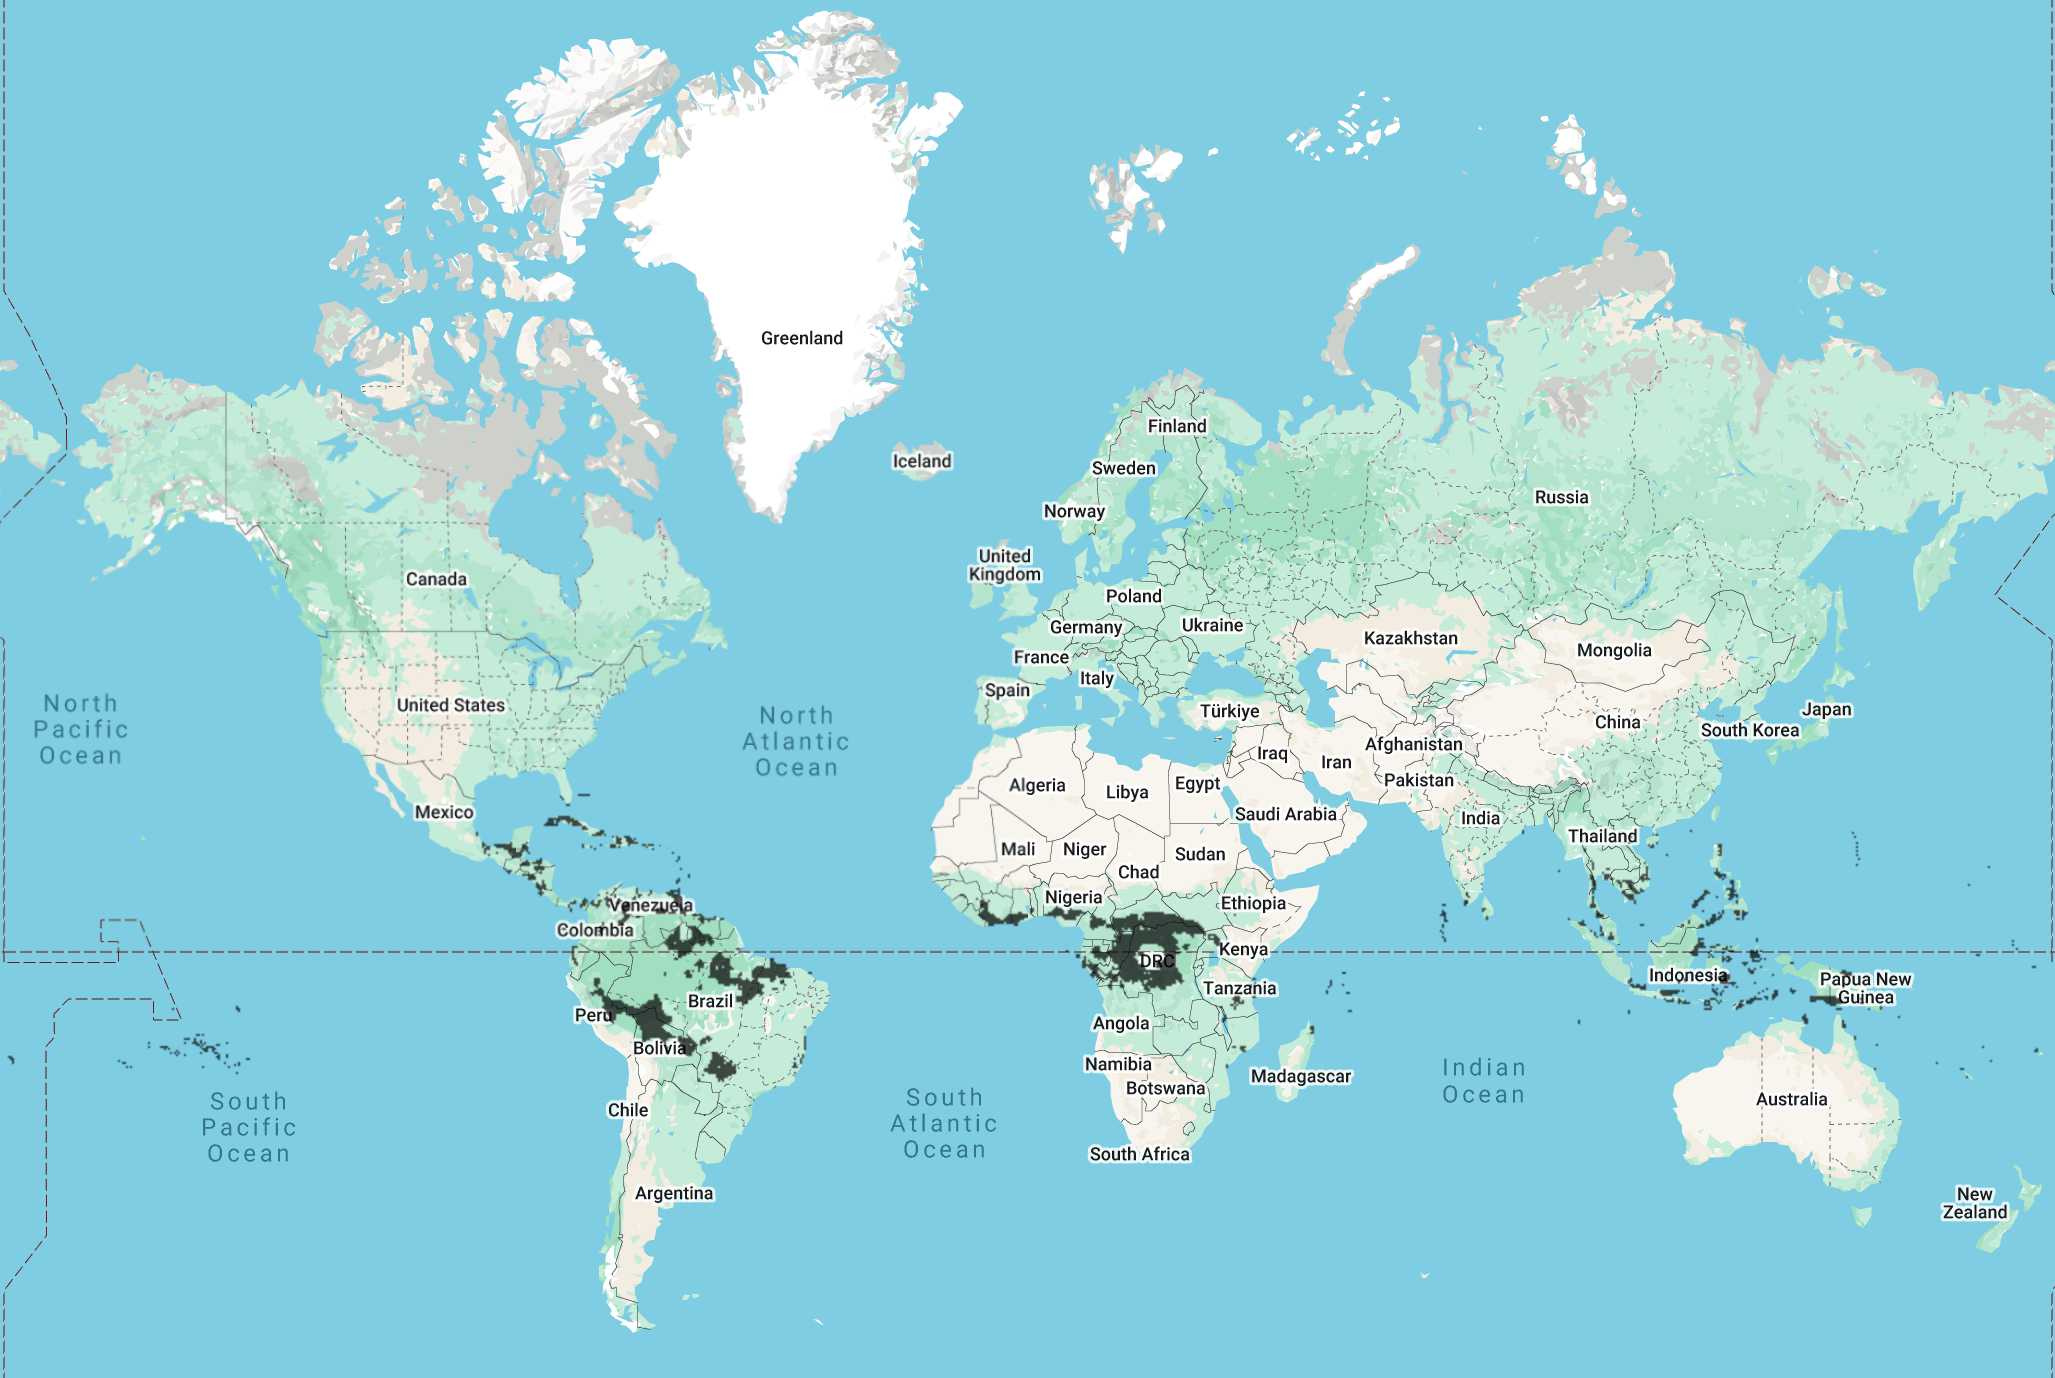 Greenland
Finland
Iceland
Sweden
Russia
Norway
United
Kingdom
Canada
Poland
Germany
Ukraine
Kazakhstan
Mongolia
France
Italy
Spain
United States
North
Pacific
Ocean
North
Atlantic
Ocean
Türkiye
China
Japan
South Korea
Afghanistan
Iraq
Iran
Pakistan
Algeria
Libya
Egypt
Mexico
Saudi Arabia
India
Thailand
Mali
Niger
Sudan
Chad
Nigeria
Ethiopia
Venezuela
Colombia
Kenya
DRC
Indonesia
Papua New
Guinea
Tanzania
Brazil
Peru
Angola
Bolivia
Namibia
Botswana
Madagascar
Indian
Ocean
Australia
Chile
South
Pacific
Ocean
South
Atlantic
Ocean
South Africa
Argentina
New
Zealand